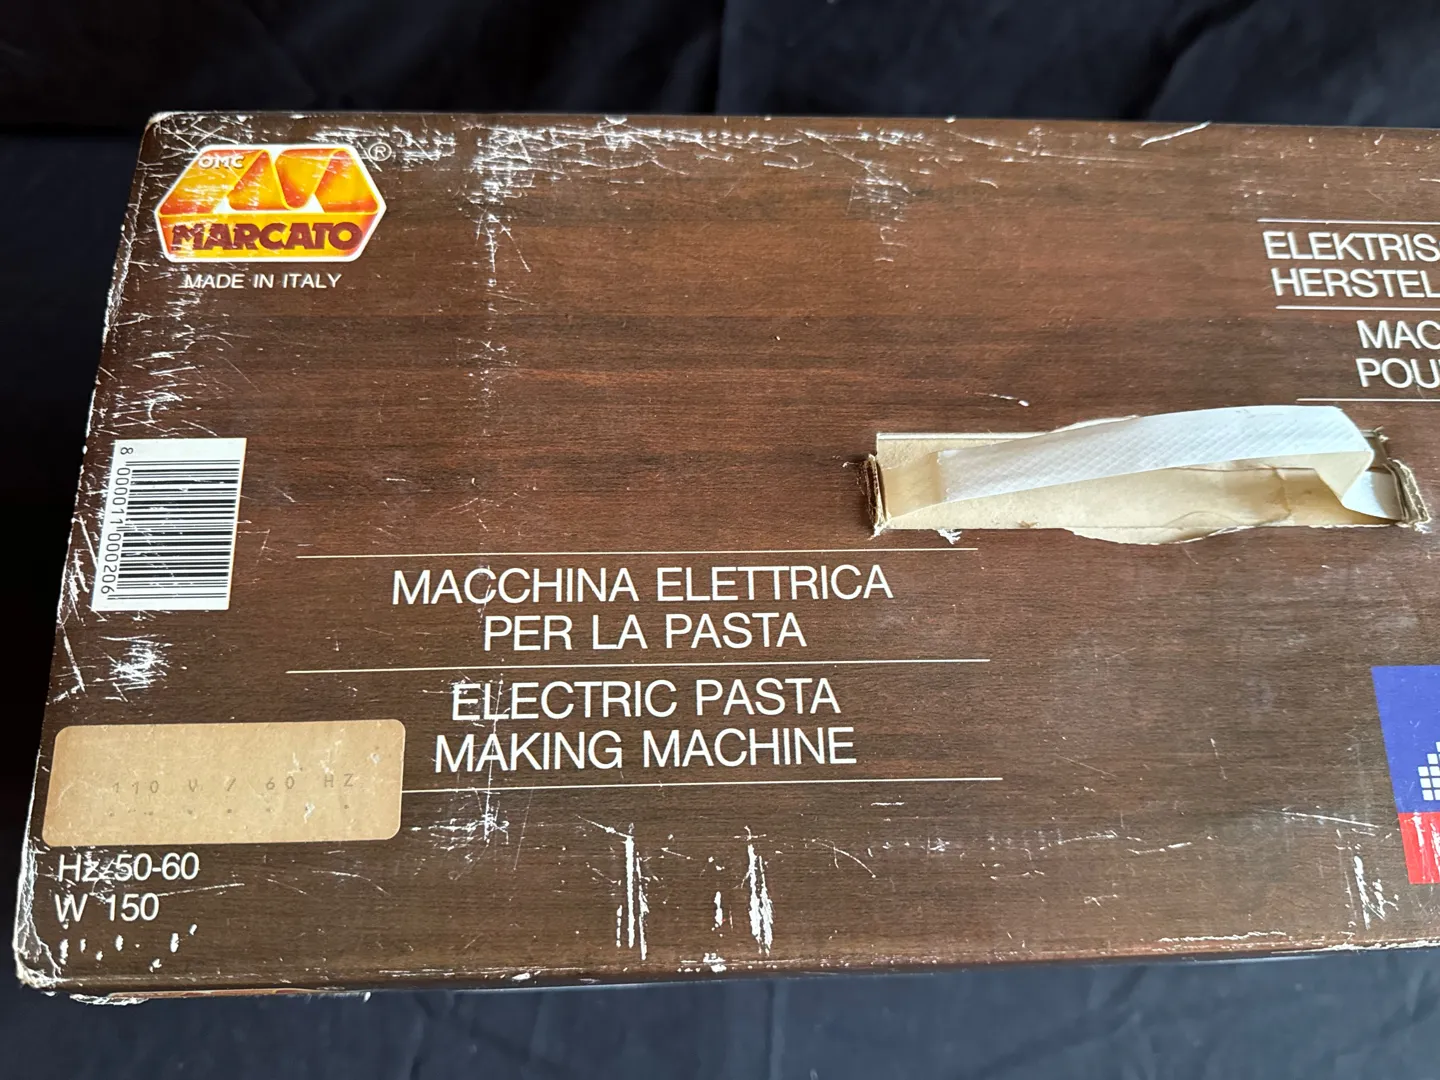 OMC
®
MARCATO
MADE IN ITALY
ELEKTRIS
HERSTEL
MAC
POU
8 000011 000206
MACCHINA ELETTRICA
PER LA PASTA
ELECTRIC PASTA
MAKING MACHINE
110 V / 60 HZ
Hz 50-60
W 150